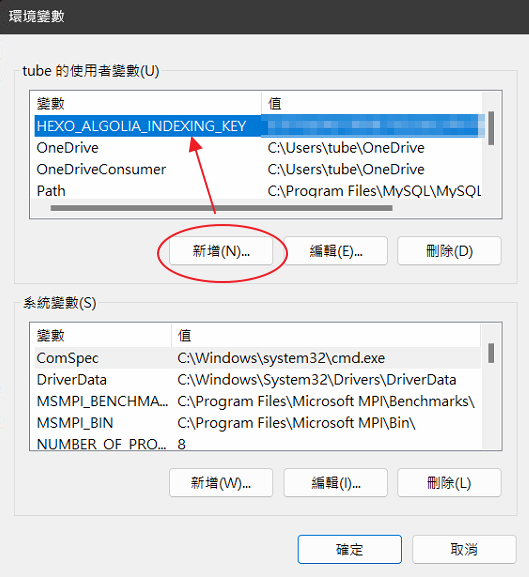 環境變數
tube 的使用者變數(U)
變數 值
HEXO_ALGOLIA_INDEXING_KEY
OneDrive C:\Users\tube\OneDrive
OneDriveConsumer C:\Users\tube\OneDrive
Path C:\Program Files\MySQL\MySQL
新增(N)... 編輯(E)... 刪除(D)
系統變數(S)
變數 值
ComSpec C:\Windows\system32\cmd.exe
DriverData C:\Windows\System32\Drivers\DriverData
MSMPI_BENCHMA... C:\Program Files\Microsoft MPI\Benchmarks\
MSMPI_BIN C:\Program Files\Microsoft MPI\Bin\
NUMBER_OF_PRO... 8
新增(W)... 編輯(I)... 刪除(L)
確定 取消